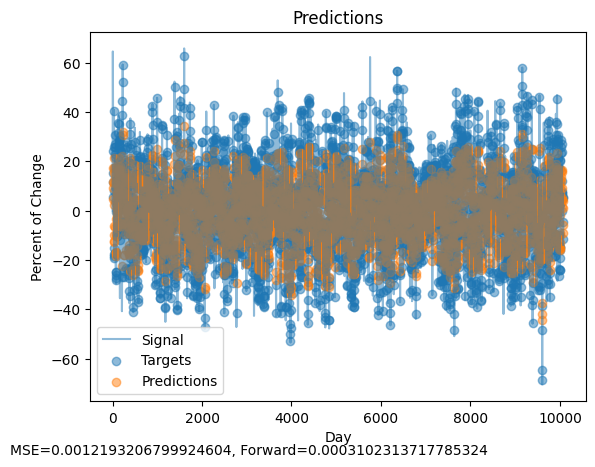 Predictions
Percent of Change
60
40
20
0
−20
−40
−60
Signal
Targets
Predictions
0
2000
4000
6000
8000
10000
Day
MSE=0.0012193206799924604, Forward=0.0003102313717785324